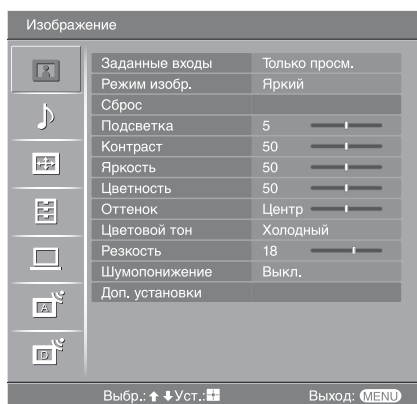 Изображение
Заданные входы Только просм.
Режим изобр. Яркий
Сброс
Подсветка 5
Контраст 50
Яркость 50
Цветность 50
Оттенок Центр
Цветовой тон Холодный
Резкость 18
Шумопонижение Выкл.
Доп. установки
A
D
Выбр.: Уст.: Выход: MENU